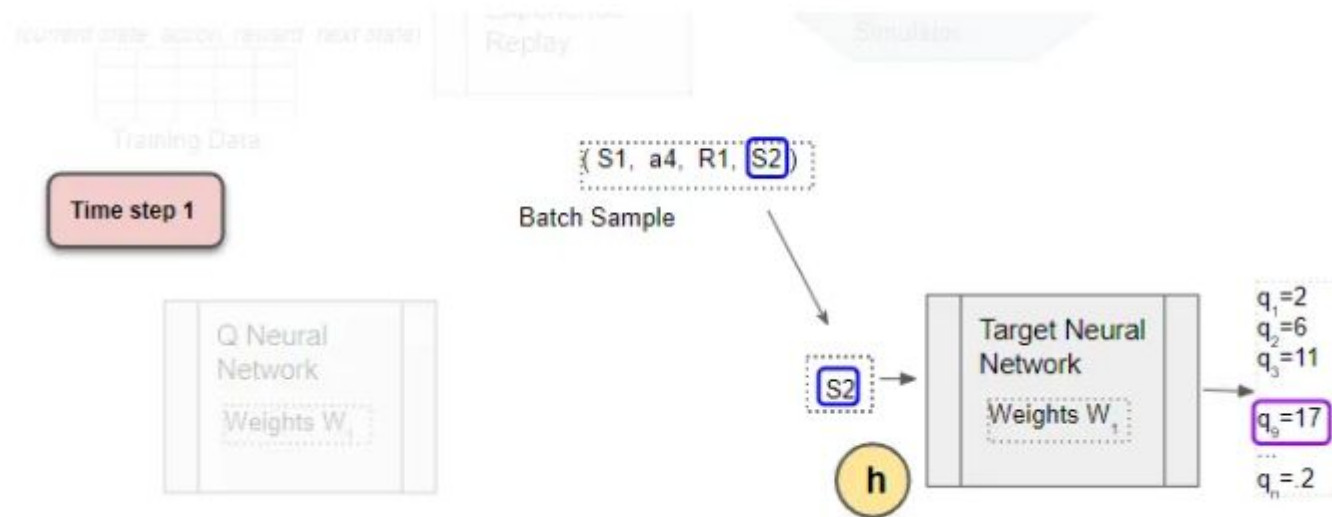 (current state, action, reward, next state)
Experience
Replay
Simulator
Training Data
( S1, a4, R1, S2 )
Time step 1
Batch Sample
Q Neural
Network
Weights W₁
S2
h
Target Neural
Network
Weights W₁
q₁=2
q₂=6
q₃=11
q₉=17
...
qₙ=.2